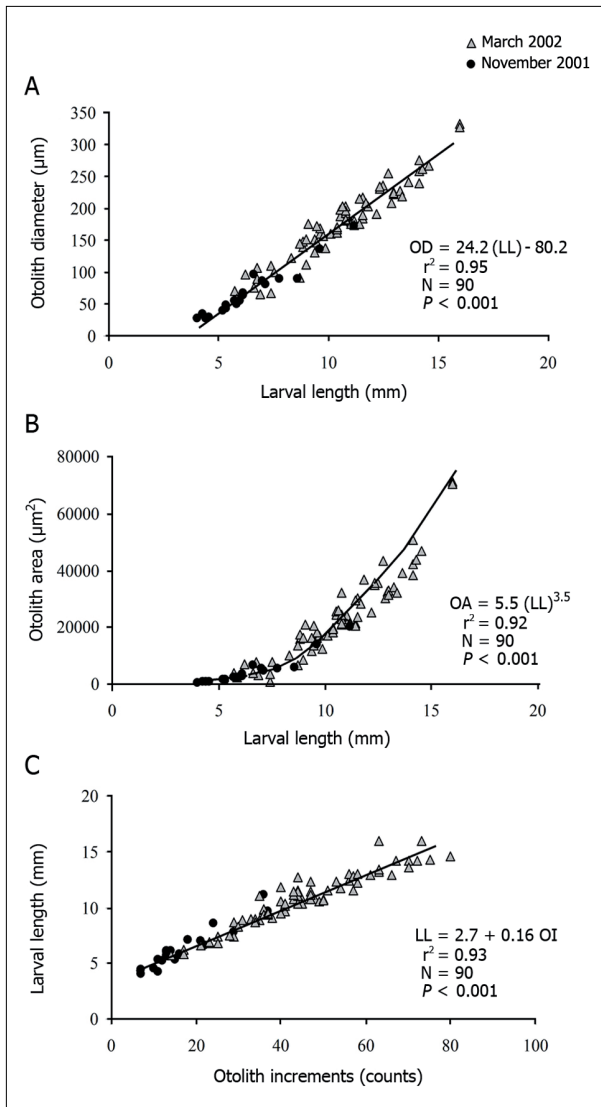 March 2002
November 2001
A
350
300
250
200
150
100
50
0
Otolith diameter (µm)
OD = 24.2 (LL) - 80.2
r² = 0.95
N = 90
P < 0.001
0 5 10 15 20
Larval length (mm)
B
80000
60000
40000
20000
0
Otolith area (µm²)
OA = 5.5 (LL)³·⁵
r² = 0.92
N = 90
P < 0.001
0 5 10 15 20
Larval length (mm)
C
20
15
10
5
0
Larval length (mm)
LL = 2.7 + 0.16 OI
r² = 0.93
N = 90
P < 0.001
0 20 40 60 80 100
Otolith increments (counts)